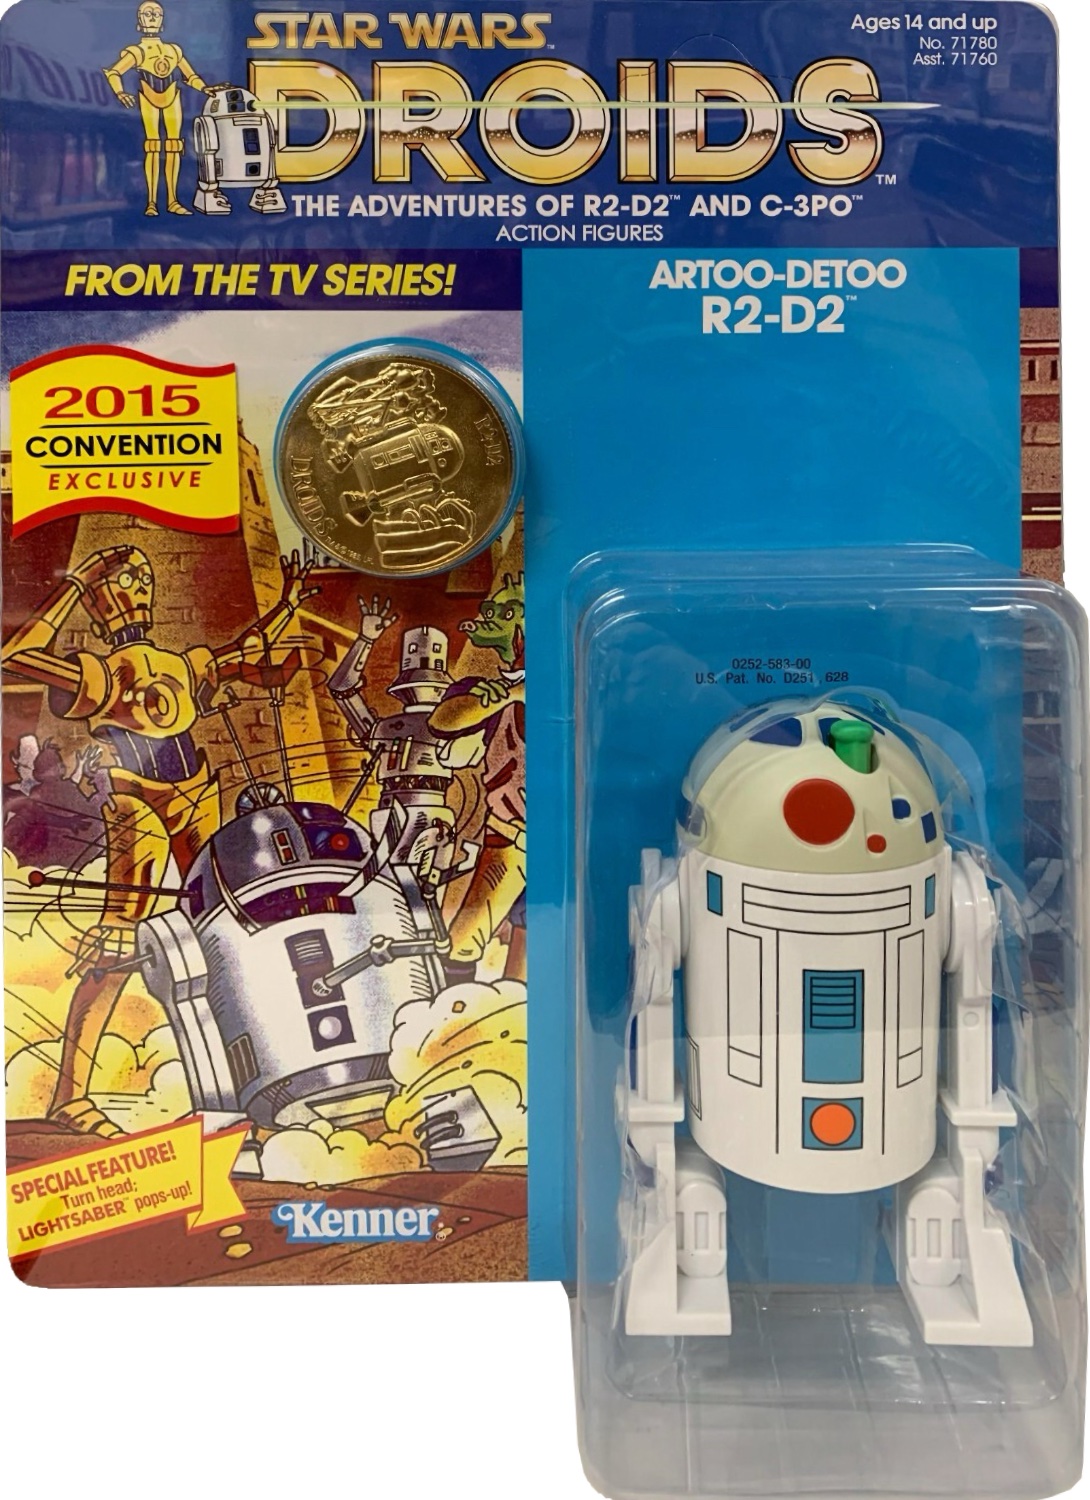 STAR WARS™
Ages 14 and up
No. 71780
Asst. 71760
DROIDS™
THE ADVENTURES OF R2-D2™ AND C-3PO™
ACTION FIGURES
FROM THE TV SERIES!
ARTOO-DETOO
R2-D2™
2015
CONVENTION
EXCLUSIVE
R2-D2
DROIDS
0252-583-00
U.S. Pat. No. D251,628
SPECIAL FEATURE!
Turn head;
LIGHTSABER™ pops-up!
Kenner®